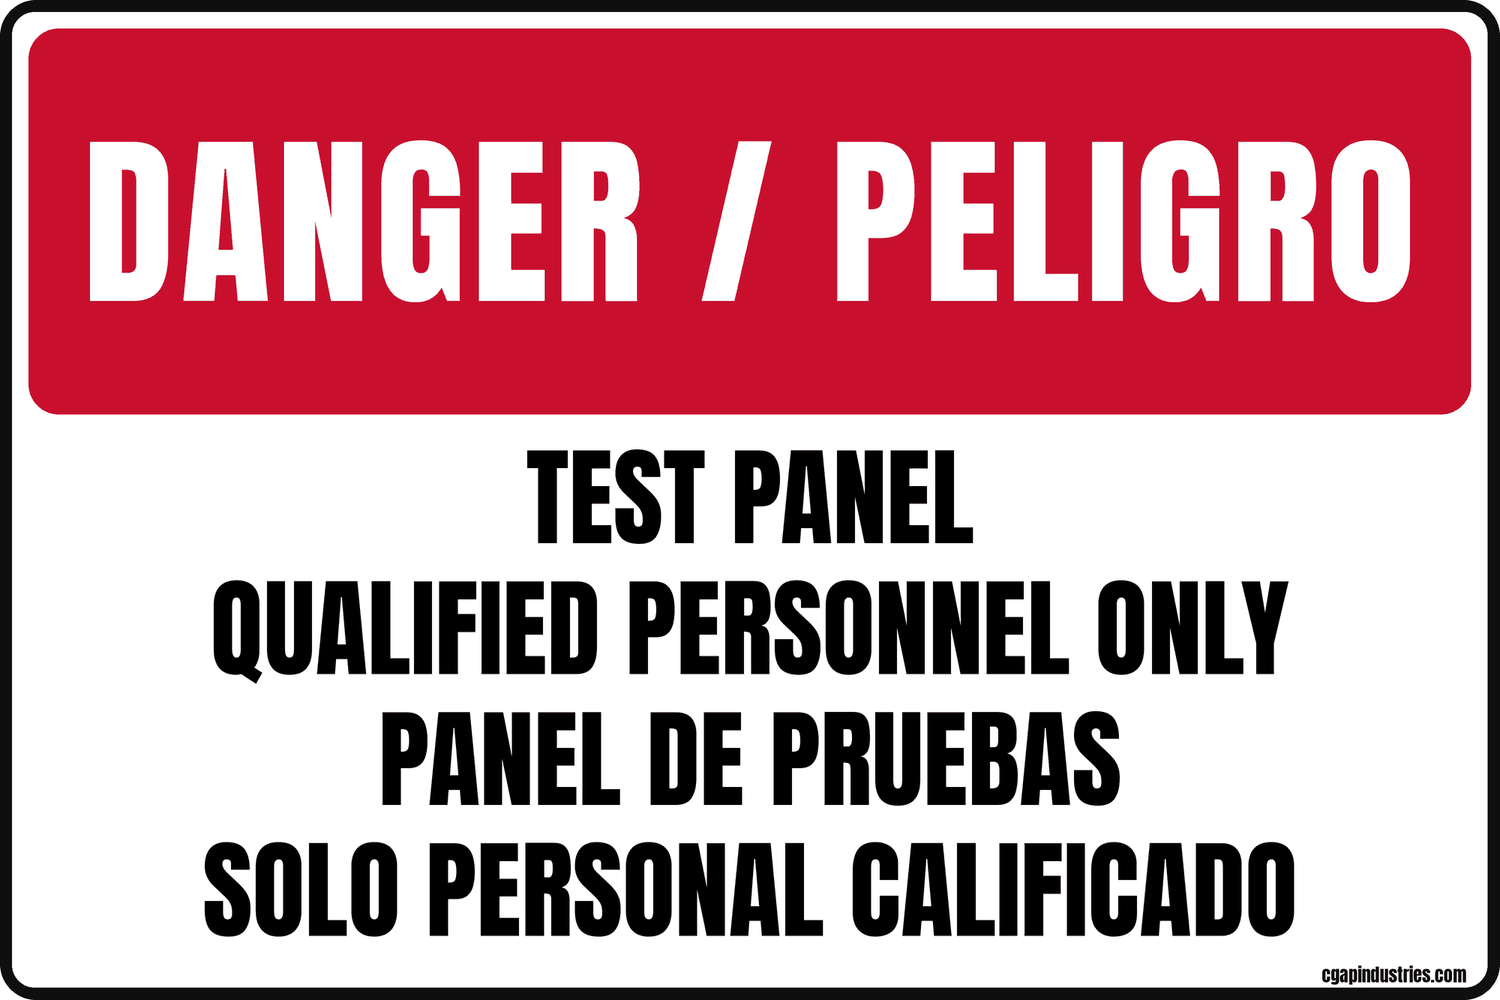 DANGER / PELIGRO
TEST PANEL
QUALIFIED PERSONNEL ONLY
PANEL DE PRUEBAS
SOLO PERSONAL CALIFICADO
cgapindustries.com